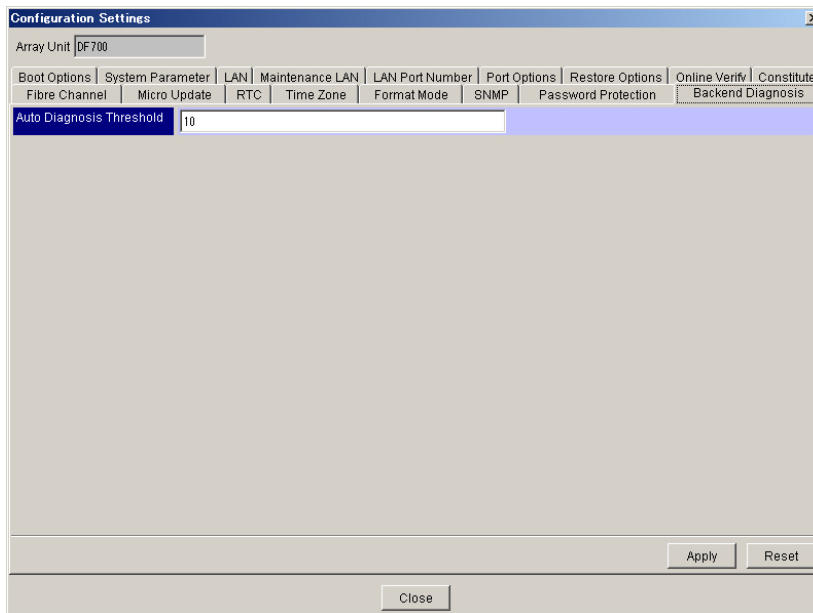 Configuration Settings
Array Unit DF700
Boot Options System Parameter LAN Maintenance LAN LAN Port Number Port Options Restore Options Online Verify Constitute
Fibre Channel Micro Update RTC Time Zone Format Mode SNMP Password Protection Backend Diagnosis
Auto Diagnosis Threshold 10
Apply Reset
Close